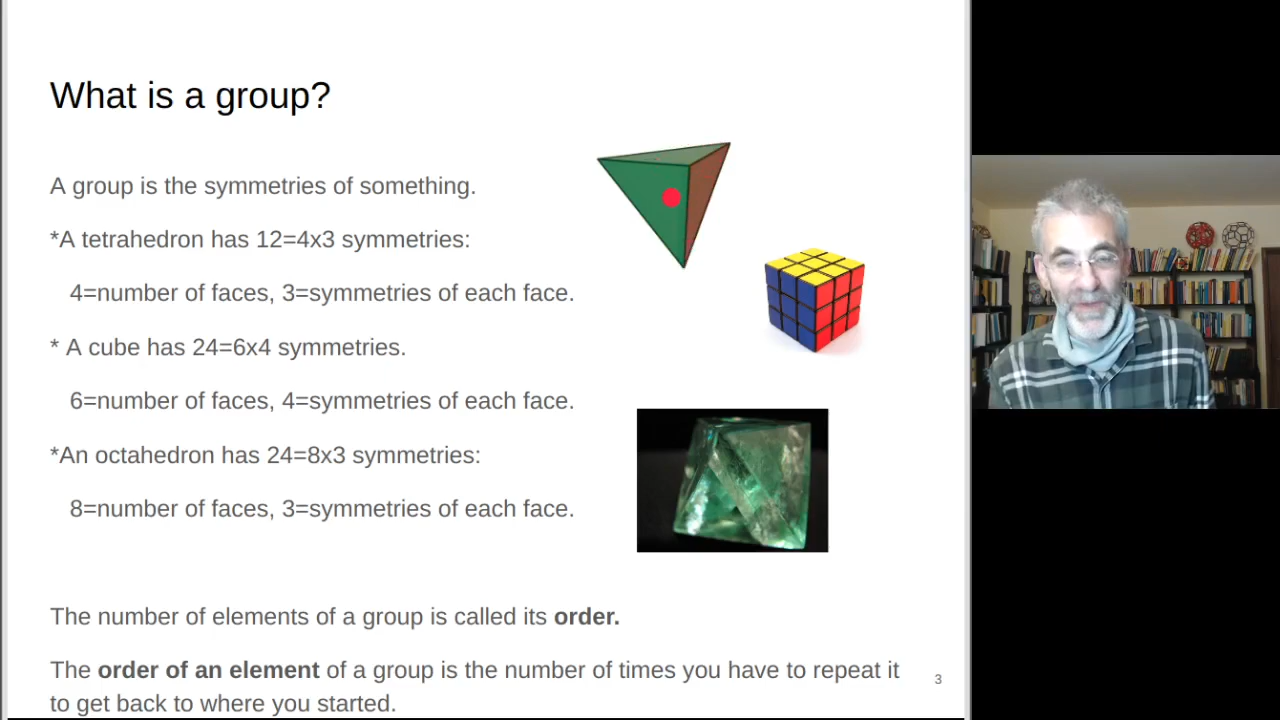 What is a group?
A group is the symmetries of something.
*A tetrahedron has 12=4x3 symmetries:
4=number of faces, 3=symmetries of each face.
* A cube has 24=6x4 symmetries.
6=number of faces, 4=symmetries of each face.
*An octahedron has 24=8x3 symmetries:
8=number of faces, 3=symmetries of each face.
The number of elements of a group is called its order.
The order of an element of a group is the number of times you have to repeat it
to get back to where you started.
3